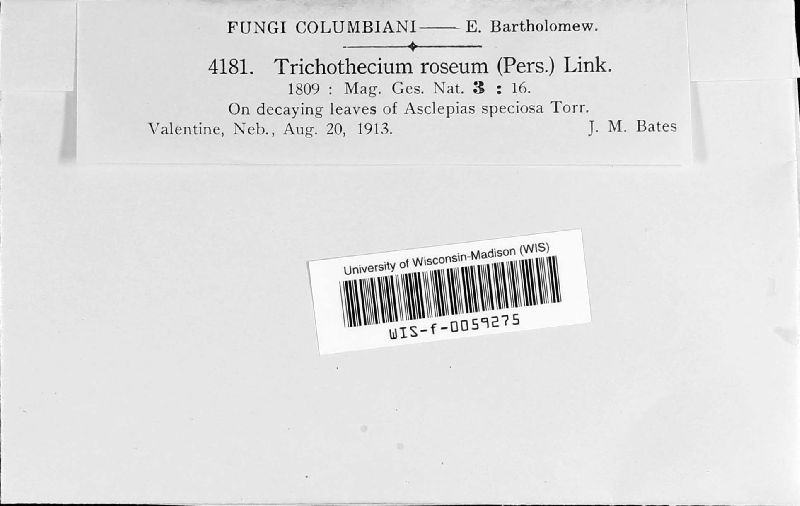 FUNGI COLUMBIANI—— E. Bartholomew.
4181. Trichothecium roseum (Pers.) Link.
1809 : Mag. Ges. Nat. 3 : 16.
On decaying leaves of Asclepias speciosa Torr.
Valentine, Neb., Aug. 20, 1913. J. M. Bates
University of Wisconsin-Madison (WIS)
WIS-f-0059275